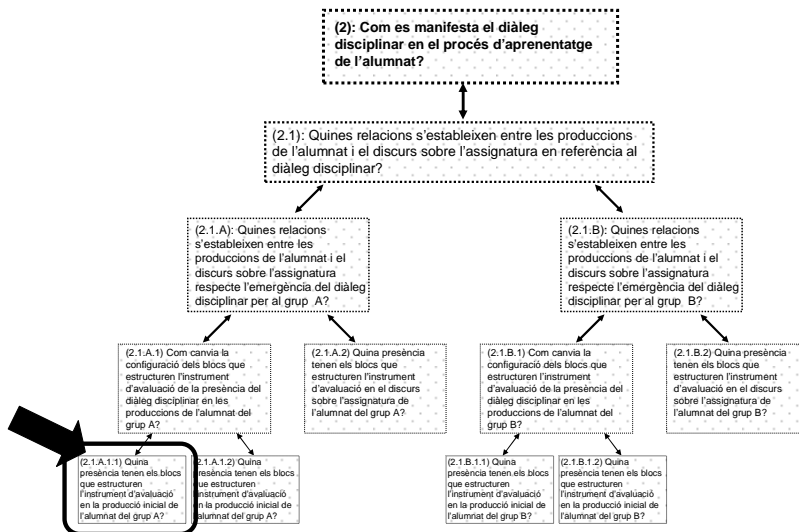 (2): Com es manifesta el diàleg
disciplinar en el procés d'aprenentatge
de l'alumnat?
(2.1): Quines relacions s'estableixen entre les produccions
de l'alumnat i el discurs sobre l'assignatura en referència al
diàleg disciplinar?
(2.1.A): Quines relacions
s'estableixen entre les
produccions de l'alumnat i el
discurs sobre l'assignatura
respecte l'emergència del diàleg
disciplinar per al grup A?
(2.1.B): Quines relacions
s'estableixen entre les
produccions de l'alumnat i el
discurs sobre l'assignatura
respecte l'emergència del diàleg
disciplinar per al grup B?
(2.1.A.1) Com canvia la
configuració dels blocs que
estructuren l'instrument
d'avaluació de la presència del
diàleg disciplinar en les
produccions de l'alumnat del
grup A?
(2.1.A.2) Quina presència
tenen els blocs que
estructuren l'instrument
d'avaluació en el discurs
sobre l'assignatura de
l'alumnat del grup A?
(2.1.B.1) Com canvia la
configuració dels blocs que
estructuren l'instrument
d'avaluació de la presència del
diàleg disciplinar en les
produccions de l'alumnat del
grup B?
(2.1.B.2) Quina presència
tenen els blocs que
estructuren l'instrument
d'avaluació en el discurs
sobre l'assignatura de
l'alumnat del grup B?
(2.1.A.1.1) Quina
presència tenen els blocs
que estructuren
l'instrument d'avaluació
en la producció inicial de
l'alumnat del grup A?
(2.1.A.1.2) Quina
presència tenen els blocs
que estructuren
l'instrument d'avaluació
en la producció inicial de
l'alumnat del grup A?
(2.1.B.1.1) Quina
presència tenen els blocs
que estructuren
l'instrument d'avaluació
en la producció inicial de
l'alumnat del grup B?
(2.1.B.1.2) Quina
presència tenen els blocs
que estructuren
l'instrument d'avaluació
en la producció inicial de
l'alumnat del grup B?